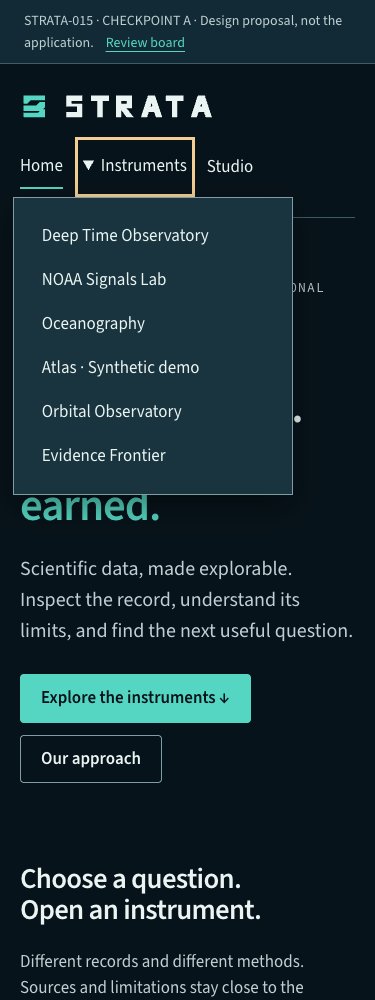 STRATA-015 · CHECKPOINT A · Design proposal, not the
application. Review board
STRATA
Home ▼ Instruments Studio
Deep Time Observatory
NOAA Signals Lab
Oceanography
Atlas · Synthetic demo
Orbital Observatory
Evidence Frontier
earned.
Scientific data, made explorable.
Inspect the record, understand its
limits, and find the next useful question.
Explore the instruments ↓
Our approach
Choose a question.
Open an instrument.
Different records and different methods.
Sources and limitations stay close to the